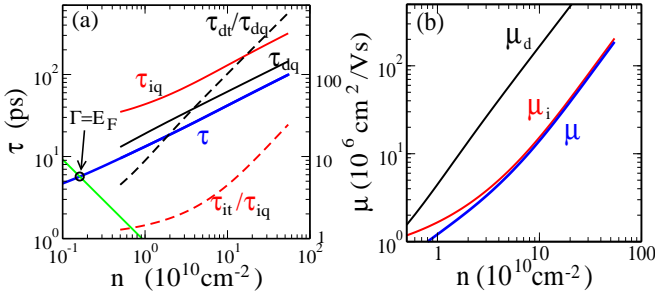 (a)
τ_dt/τ_dq
τ_iq
τ_dq
Γ=E_F
τ
τ_it/τ_iq
τ (ps)
10^2
10^1
10^0
100
10
1
10^-1
10^0
10^1
10^2
n (10^10 cm^-2)
(b)
μ_d
μ_i
μ
μ (10^6 cm^2/Vs)
10^2
10^1
10^0
1
10
100
n (10^10 cm^-2)